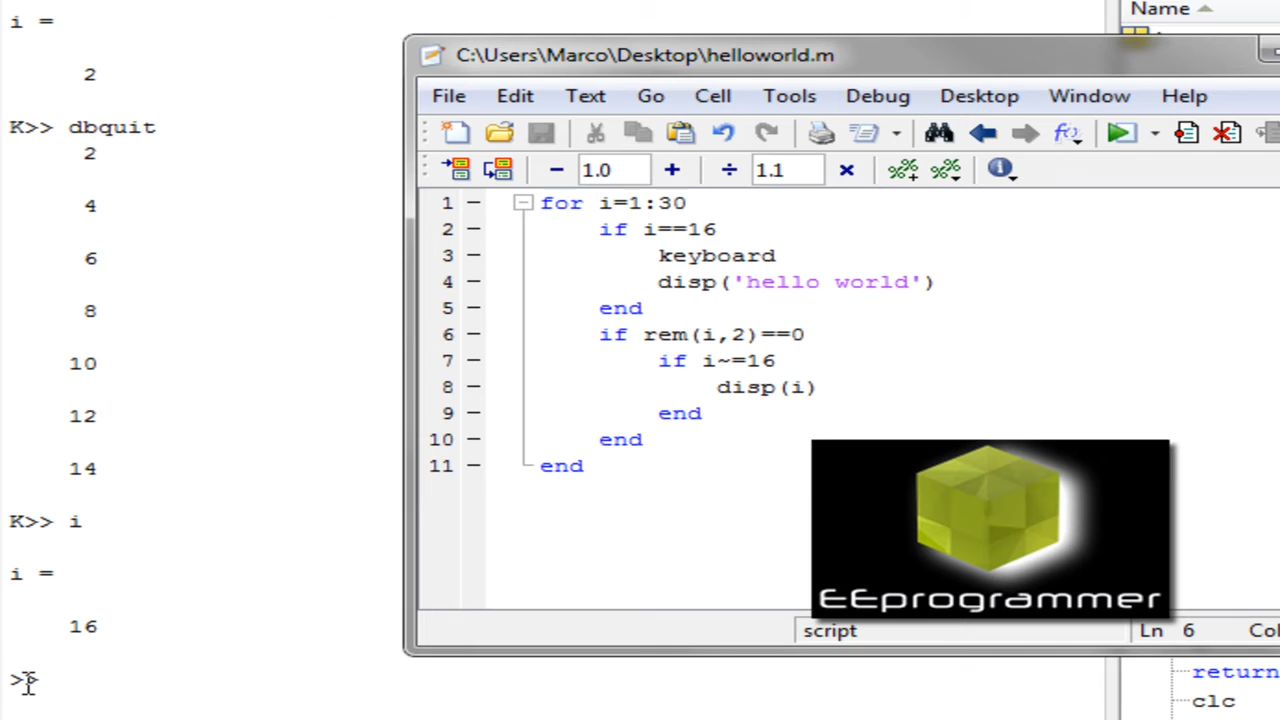 i =
2
K>> dbquit
2
4
6
8
10
12
14
K>> i
i =
16
>>
Name
C:\Users\Marco\Desktop\helloworld.m
File Edit Text Go Cell Tools Debug Desktop Window Help
− 1.0 + ÷ 1.1 ×
1 − for i=1:30
2 − if i==16
3 − keyboard
4 − disp('hello world')
5 − end
6 − if rem(i,2)==0
7 − if i~=16
8 − disp(i)
9 − end
10 − end
11 − end
EEprogrammer
script Ln 6 Co
return
clc